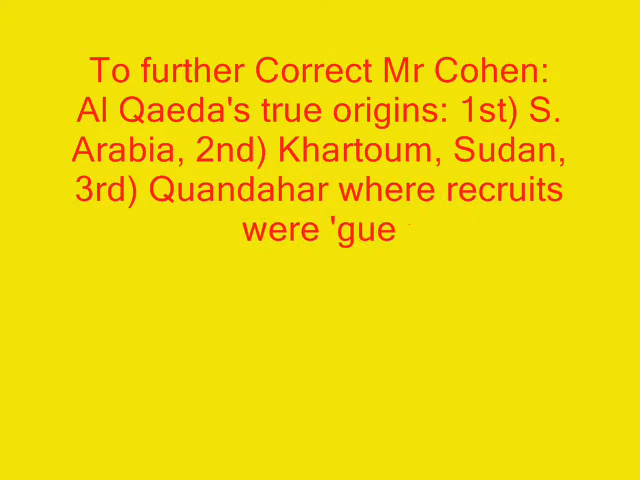 To further Correct Mr Cohen:
Al Qaeda's true origins: 1st) S.
Arabia, 2nd) Khartoum, Sudan,
3rd) Quandahar where recruits
were 'gue